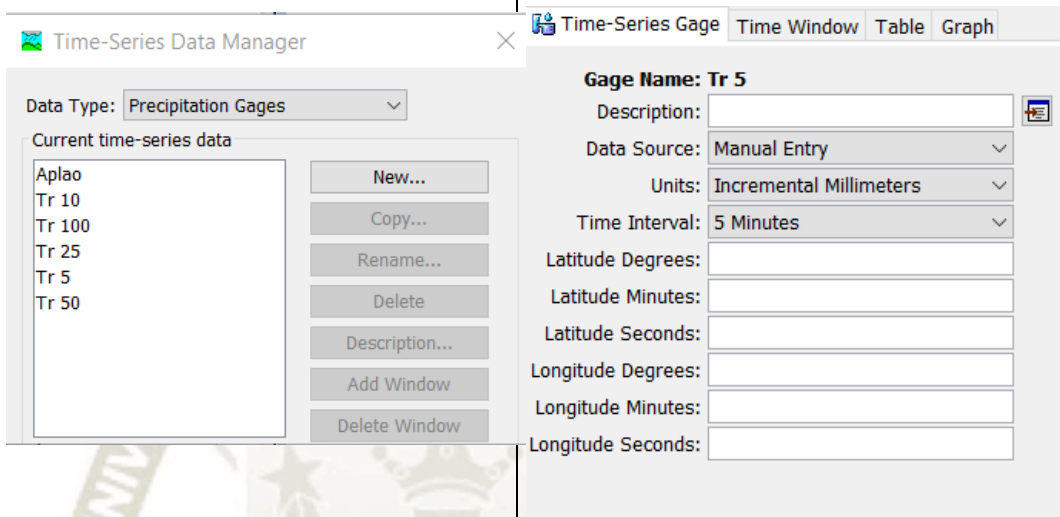 Time-Series Data Manager
Data Type: Precipitation Gages
Current time-series data
Aplao
Tr 10
Tr 100
Tr 25
Tr 5
Tr 50
New...
Copy...
Rename...
Delete
Description...
Add Window
Delete Window
Time-Series Gage Time Window Table Graph
Gage Name: Tr 5
Description:
Data Source: Manual Entry
Units: Incremental Millimeters
Time Interval: 5 Minutes
Latitude Degrees:
Latitude Minutes:
Latitude Seconds:
Longitude Degrees:
Longitude Minutes:
Longitude Seconds: